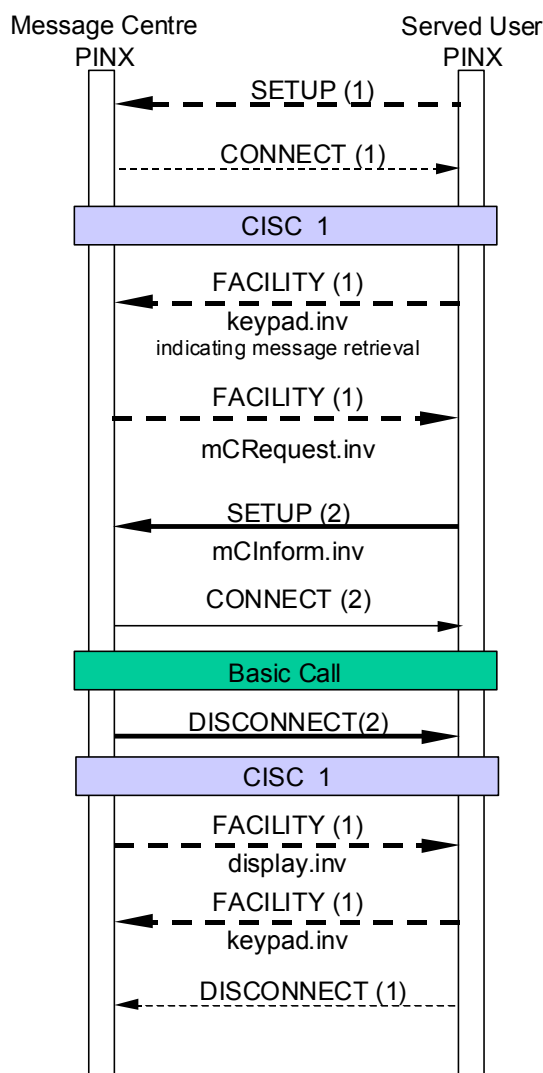 Message Centre
PINX
Served User
PINX
SETUP (1)
CONNECT (1)
CISC 1
FACILITY (1)
keypad.inv
indicating message retrieval
FACILITY (1)
mCRequest.inv
SETUP (2)
mCInform.inv
CONNECT (2)
Basic Call
DISCONNECT(2)
CISC 1
FACILITY (1)
display.inv
FACILITY (1)
keypad.inv
DISCONNECT (1)